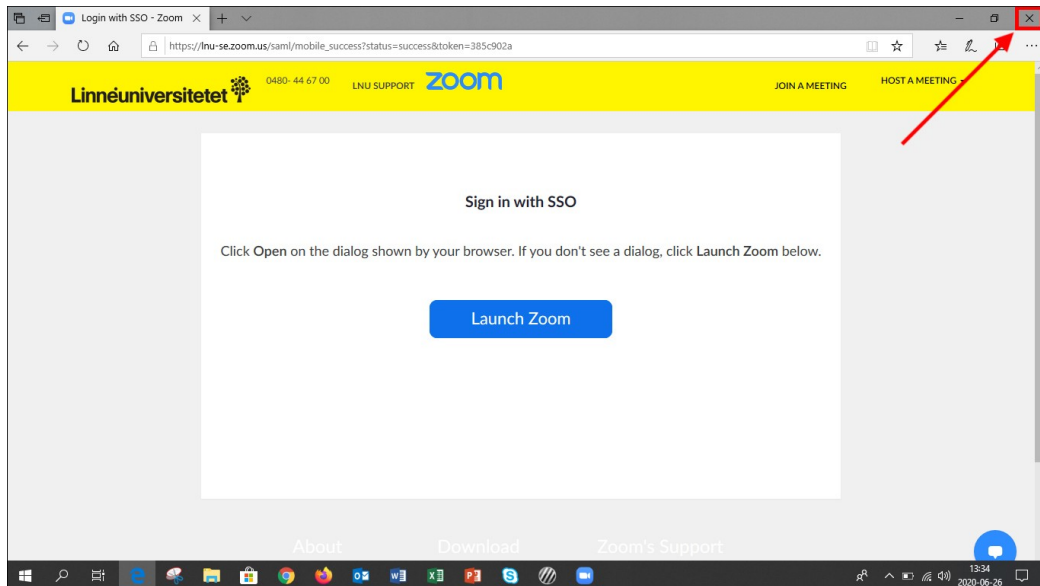 Login with SSO - Zoom
https://lnu-se.zoom.us/saml/mobile_success?status=success&token=385c902a
Linnéuniversitetet
0480- 44 67 00
LNU SUPPORT
zoom
JOIN A MEETING
HOST A MEETING
Sign in with SSO
Click Open on the dialog shown by your browser. If you don't see a dialog, click Launch Zoom below.
Launch Zoom
About
Download
Zoom's Support
13:34
2020-06-26